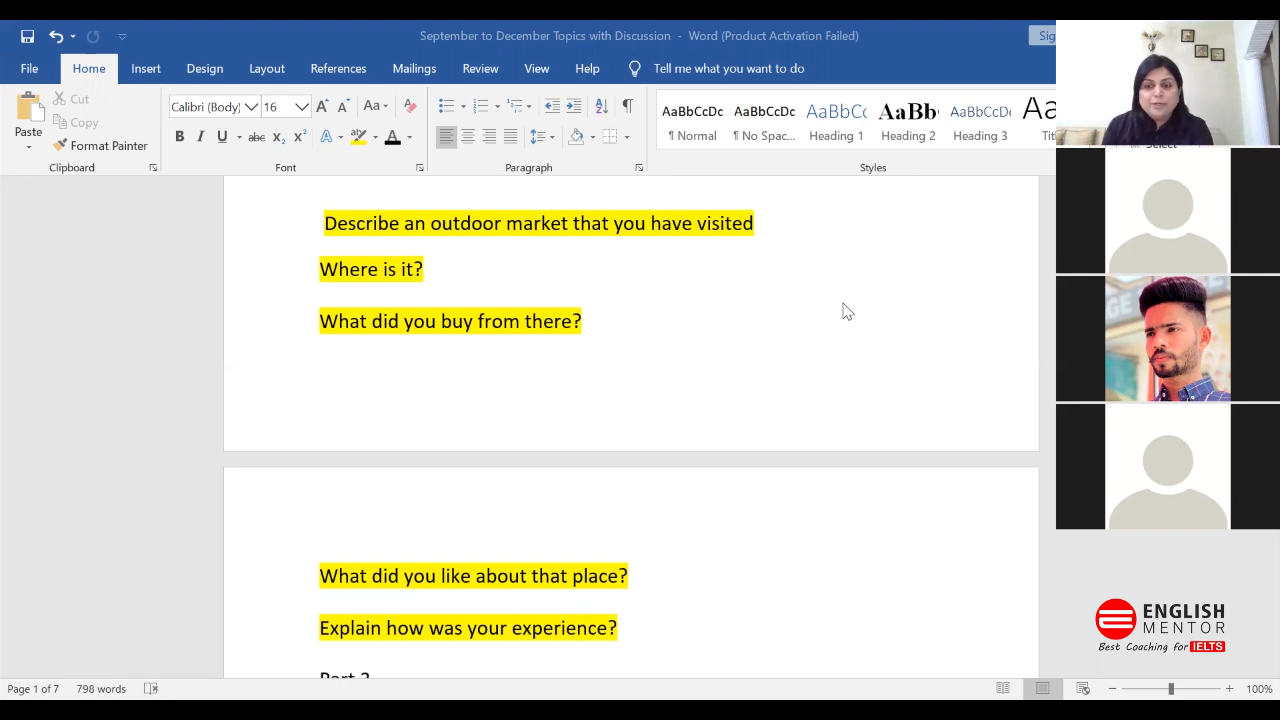 September to December Topics with Discussion - Word (Product Activation Failed)
Sig
File Home Insert Design Layout References Mailings Review View Help Tell me what you want to do
Paste
Cut
Copy
Format Painter
Clipboard
Calibri (Body) 16
Font
Paragraph
AaBbCcDc AaBbCcDc AaBbCc AaBb AaBbCcDc Aa
¶ Normal ¶ No Spac... Heading 1 Heading 2 Heading 3 Tit
Styles
Select
Describe an outdoor market that you have visited
Where is it?
What did you buy from there?
What did you like about that place?
Explain how was your experience?
ENGLISH
MENTOR
Best Coaching for IELTS
Page 1 of 7 798 words
100%